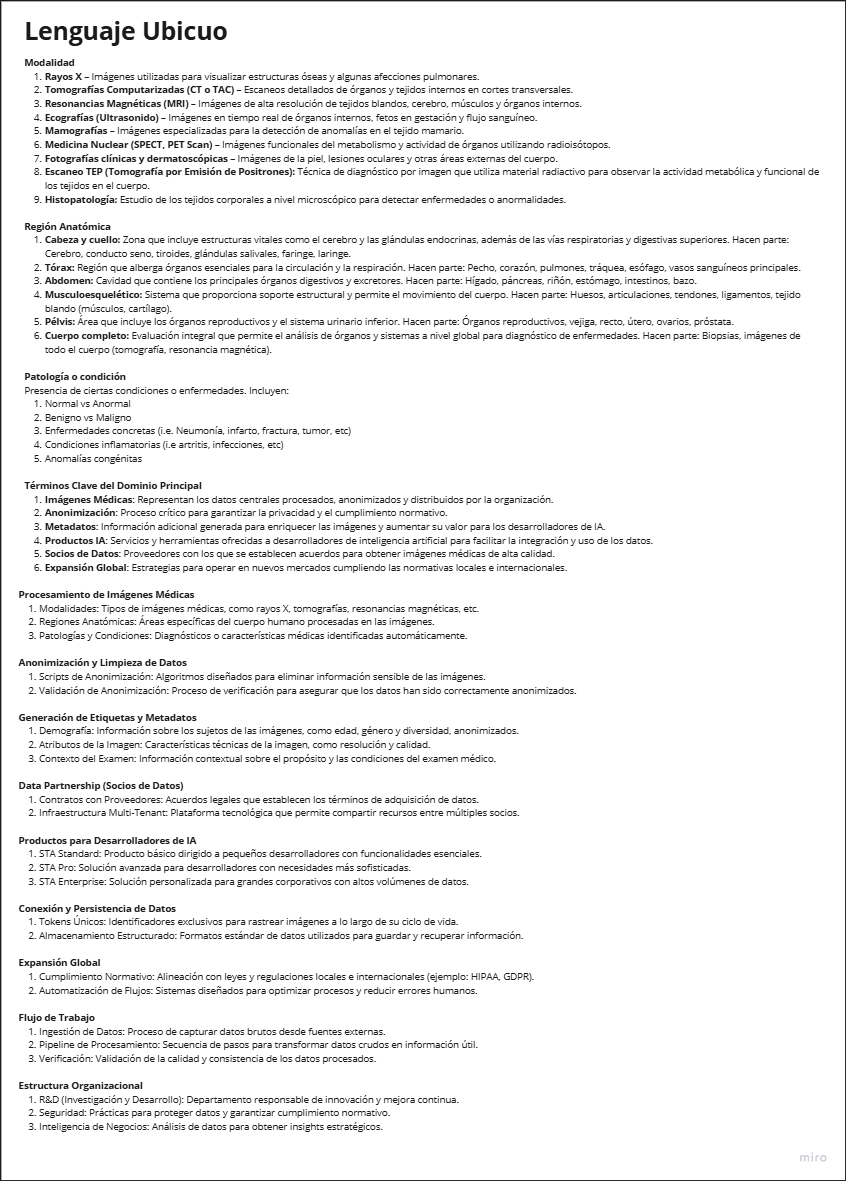 Lenguaje Ubicuo
Modalidad
1. Rayos X – Imágenes utilizadas para visualizar estructuras óseas y algunas afecciones pulmonares.
2. Tomografías Computarizadas (CT o TAC) – Escaneos detallados de órganos y tejidos internos en cortes transversales.
3. Resonancias Magnéticas (MRI) – Imágenes de alta resolución de tejidos blandos, cerebro, músculos y órganos internos.
4. Ecografías (Ultrasonido) – Imágenes en tiempo real de órganos internos, fetos en gestación y flujo sanguíneo.
5. Mamografías – Imágenes especializadas para la detección de anomalías en el tejido mamario.
6. Medicina Nuclear (SPECT, PET Scan) – Imágenes funcionales del metabolismo y actividad de órganos utilizando radioisótopos.
7. Fotografías clínicas y dermatoscópicas – Imágenes de la piel, lesiones oculares y otras áreas externas del cuerpo.
8. Escaneo TEP (Tomografía por Emisión de Positrones): Técnica de diagnóstico por imagen que utiliza material radiactivo para observar la actividad metabólica y funcional de
los tejidos en el cuerpo.
9. Histopatología: Estudio de los tejidos corporales a nivel microscópico para detectar enfermedades o anormalidades.
Región Anatómica
1. Cabeza y cuello: Zona que incluye estructuras vitales como el cerebro y las glándulas endocrinas, además de las vías respiratorias y digestivas superiores. Hacen parte:
Cerebro, conducto seno, tiroides, glándulas salivales, faringe, laringe.
2. Tórax: Región que alberga órganos esenciales para la circulación y la respiración. Hacen parte: Pecho, corazón, pulmones, tráquea, esófago, vasos sanguíneos principales.
3. Abdomen: Cavidad que contiene los principales órganos digestivos y excretores. Hacen parte: Hígado, páncreas, riñón, estómago, intestinos, bazo.
4. Musculoesquelético: Sistema que proporciona soporte estructural y permite el movimiento del cuerpo. Hacen parte: Huesos, articulaciones, tendones, ligamentos, tejido
blando (músculos, cartílago).
5. Pélvis: Área que incluye los órganos reproductivos y el sistema urinario inferior. Hacen parte: Órganos reproductivos, vejiga, recto, útero, ovarios, próstata.
6. Cuerpo completo: Evaluación integral que permite el análisis de órganos y sistemas a nivel global para diagnóstico de enfermedades. Hacen parte: Biopsias, imágenes de
todo el cuerpo (tomografía, resonancia magnética).
Patología o condición
Presencia de ciertas condiciones o enfermedades. Incluyen:
1. Normal vs Anormal
2. Benigno vs Maligno
3. Enfermedades concretas (i.e. Neumonía, infarto, fractura, tumor, etc)
4. Condiciones inflamatorias (i.e artritis, infecciones, etc)
5. Anomalías congénitas
Términos Clave del Dominio Principal
1. Imágenes Médicas: Representan los datos centrales procesados, anonimizados y distribuidos por la organización.
2. Anonimización: Proceso crítico para garantizar la privacidad y el cumplimiento normativo.
3. Metadatos: Información adicional generada para enriquecer las imágenes y aumentar su valor para los desarrolladores de IA.
4. Productos IA: Servicios y herramientas ofrecidas a desarrolladores de inteligencia artificial para facilitar la integración y uso de los datos.
5. Socios de Datos: Proveedores con los que se establecen acuerdos para obtener imágenes médicas de alta calidad.
6. Expansión Global: Estrategias para operar en nuevos mercados cumpliendo las normativas locales e internacionales.
Procesamiento de Imágenes Médicas
1. Modalidades: Tipos de imágenes médicas, como rayos X, tomografías, resonancias magnéticas, etc.
2. Regiones Anatómicas: Áreas específicas del cuerpo humano procesadas en las imágenes.
3. Patologías y Condiciones: Diagnósticos o características médicas identificadas automáticamente.
Anonimización y Limpieza de Datos
1. Scripts de Anonimización: Algoritmos diseñados para eliminar información sensible de las imágenes.
2. Validación de Anonimización: Proceso de verificación para asegurar que los datos han sido correctamente anonimizados.
Generación de Etiquetas y Metadatos
1. Demografía: Información sobre los sujetos de las imágenes, como edad, género y diversidad, anonimizados.
2. Atributos de la Imagen: Características técnicas de la imagen, como resolución y calidad.
3. Contexto del Examen: Información contextual sobre el propósito y las condiciones del examen médico.
Data Partnership (Socios de Datos)
1. Contratos con Proveedores: Acuerdos legales que establecen los términos de adquisición de datos.
2. Infraestructura Multi-Tenant: Plataforma tecnológica que permite compartir recursos entre múltiples socios.
Productos para Desarrolladores de IA
1. STA Standard: Producto básico dirigido a pequeños desarrolladores con funcionalidades esenciales.
2. STA Pro: Solución avanzada para desarrolladores con necesidades más sofisticadas.
3. STA Enterprise: Solución personalizada para grandes corporativos con altos volúmenes de datos.
Conexión y Persistencia de Datos
1. Tokens Únicos: Identificadores exclusivos para rastrear imágenes a lo largo de su ciclo de vida.
2. Almacenamiento Estructurado: Formatos estándar de datos utilizados para guardar y recuperar información.
Expansión Global
1. Cumplimiento Normativo: Alineación con leyes y regulaciones locales e internacionales (ejemplo: HIPAA, GDPR).
2. Automatización de Flujos: Sistemas diseñados para optimizar procesos y reducir errores humanos.
Flujo de Trabajo
1. Ingestión de Datos: Proceso de capturar datos brutos desde fuentes externas.
2. Pipeline de Procesamiento: Secuencia de pasos para transformar datos crudos en información útil.
3. Verificación: Validación de la calidad y consistencia de los datos procesados.
Estructura Organizacional
1. R&D (Investigación y Desarrollo): Departamento responsable de innovación y mejora continua.
2. Seguridad: Prácticas para proteger datos y garantizar cumplimiento normativo.
3. Inteligencia de Negocios: Análisis de datos para obtener insights estratégicos.
miro